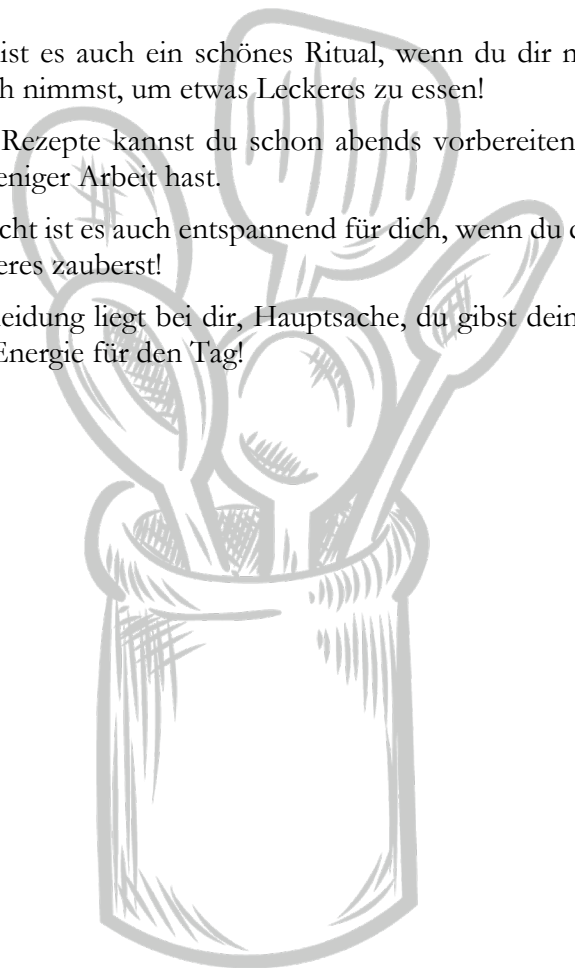 ist es auch ein schönes Ritual, wenn du dir
h nimmst, um etwas Leckeres zu essen!
Rezepte kannst du schon abends vorbereiten
eniger Arbeit hast.
cht ist es auch entspannend für dich, wenn du
eres zauberst!
eidung liegt bei dir, Hauptsache, du gibst dein
Energie für den Tag!